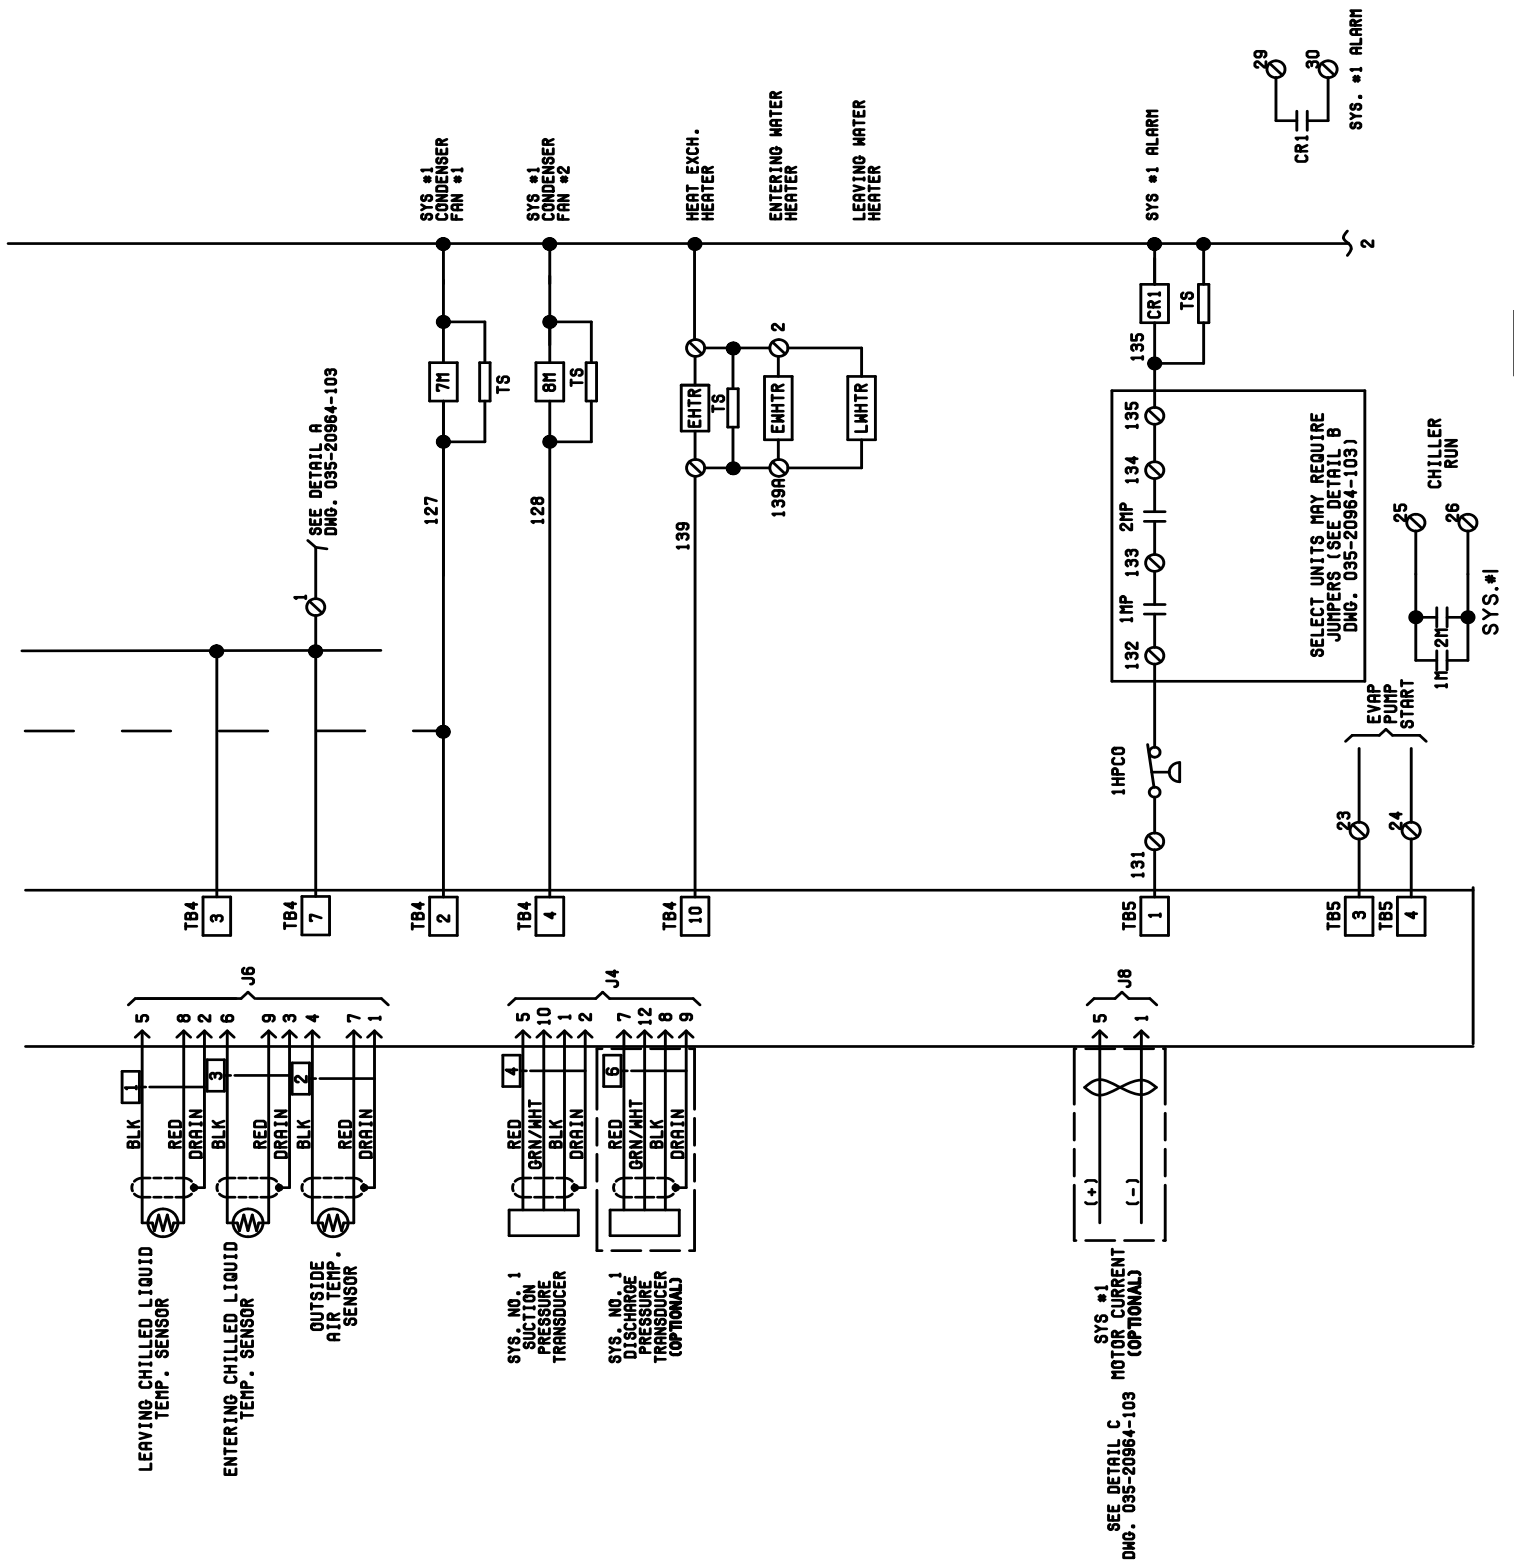 LEAVING CHILLED LIQUID
TEMP. SENSOR
BLK
RED
DRAIN
1
5
8
2
ENTERING CHILLED LIQUID
TEMP. SENSOR
BLK
RED
DRAIN
3
6
9
3
OUTSIDE
AIR TEMP.
SENSOR
BLK
RED
DRAIN
2
4
7
1
J6
TB4
3
TB4
7
1
SEE DETAIL A
DWG. 035-20964-103
TB4
2
127
7M
TS
SYS #1
CONDENSER
FAN #1
SYS. NO. 1
SUCTION
PRESSURE
TRANSDUCER
RED
GRN/WHT
BLK
DRAIN
4
5
10
1
2
TB4
4
128
8M
TS
SYS #1
CONDENSER
FAN #2
SYS. NO. 1
DISCHARGE
PRESSURE
TRANSDUCER
(OPTIONAL)
RED
GRN/WHT
BLK
DRAIN
6
7
12
8
9
J4
TB4
10
139
EHTR
TS
HEAT EXCH.
HEATER
139A
EWHTR
2
ENTERING WATER
HEATER
LWHTR
LEAVING WATER
HEATER
SEE DETAIL C
DWG. 035-20964-103
SYS #1
MOTOR CURRENT
(OPTIONAL)
(+)
(-)
5
1
J8
TB5
1
131
1HPCO
132
1MP
133
2MP
134
135
135
CR1
TS
SYS #1 ALARM
SELECT UNITS MAY REQUIRE
JUMPERS (SEE DETAIL B
DWG. 035-20964-103)
2
TB5
3
23
TB5
4
24
EVAP
PUMP
START
1M
2M
25
26
CHILLER
RUN
SYS.#1
29
30
CR1
SYS. #1 ALARM